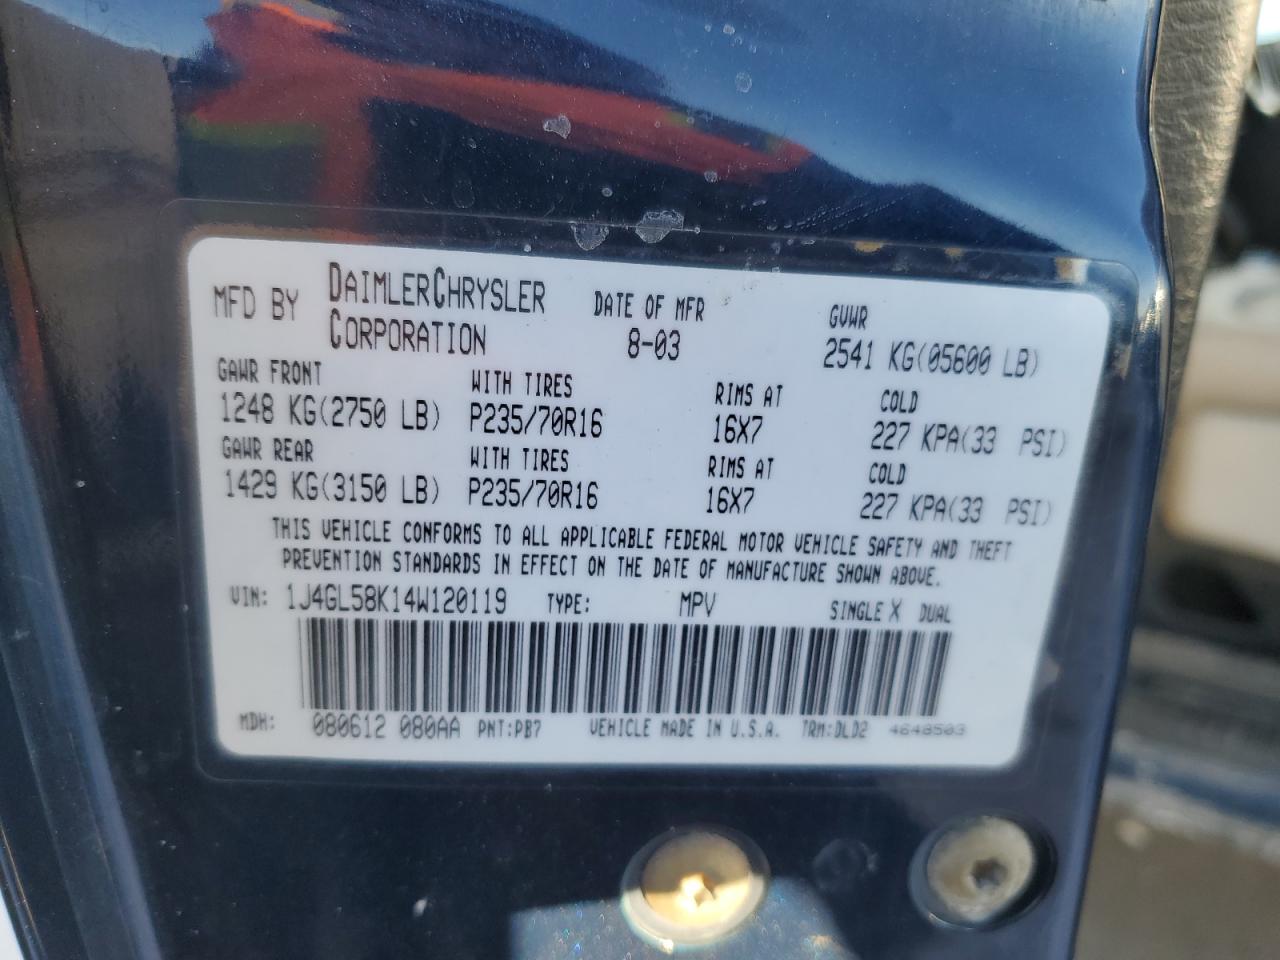 MFD BY DAIMLERCHRYSLER CORPORATION DATE OF MFR 8-03 GVWR 2541 KG(05600 LB)
GAWR FRONT WITH TIRES RIMS AT COLD
1248 KG(2750 LB) P235/70R16 16X7 227 KPA(33 PSI)
GAWR REAR WITH TIRES RIMS AT COLD
1429 KG(3150 LB) P235/70R16 16X7 227 KPA(33 PSI)
THIS VEHICLE CONFORMS TO ALL APPLICABLE FEDERAL MOTOR VEHICLE SAFETY AND THEFT
PREVENTION STANDARDS IN EFFECT ON THE DATE OF MANUFACTURE SHOWN ABOVE.
VIN: 1J4GL58K14W120119 TYPE: MPV SINGLE X DUAL
MDH: 080612 080AA PNT:PB7 VEHICLE MADE IN U.S.A. TRM:DLD2 4648503